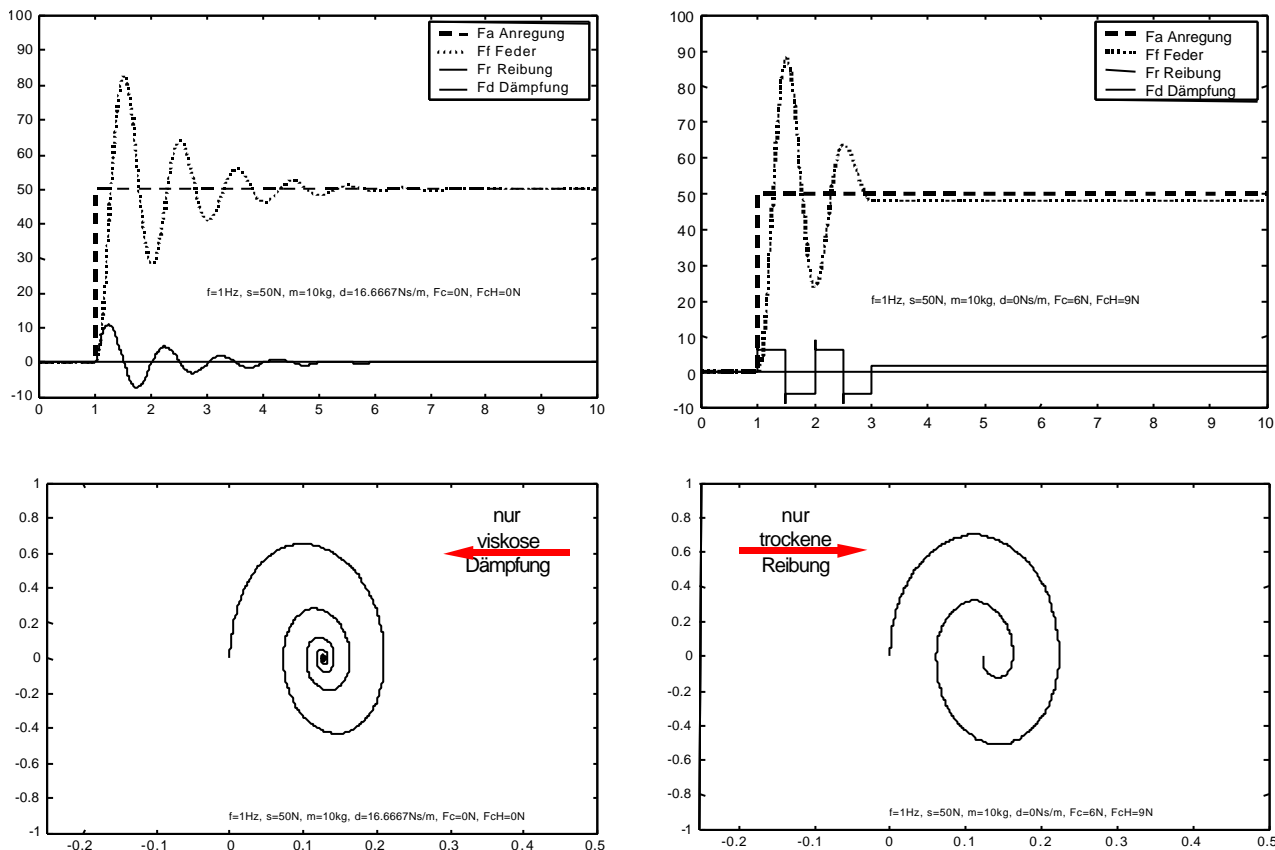 100
90
80
70
60
50
40
30
20
10
0
-10
0 1 2 3 4 5 6 7 8 9 10
Fa Anregung
Ff Feder
Fr Reibung
Fd Dämpfung
f=1Hz, s=50N, m=10kg, d=16.6667Ns/m, Fc=0N, FcH=0N
100
90
80
70
60
50
40
30
20
10
0
-10
0 1 2 3 4 5 6 7 8 9 10
Fa Anregung
Ff Feder
Fr Reibung
Fd Dämpfung
f=1Hz, s=50N, m=10kg, d=0Ns/m, Fc=6N, FcH=9N
1
0.8
0.6
0.4
0.2
0
-0.2
-0.4
-0.6
-0.8
-1
-0.2 -0.1 0 0.1 0.2 0.3 0.4 0.5
nur
viskose
Dämpfung
f=1Hz, s=50N, m=10kg, d=16.6667Ns/m, Fc=0N, FcH=0N
1
0.8
0.6
0.4
0.2
0
-0.2
-0.4
-0.6
-0.8
-1
-0.2 -0.1 0 0.1 0.2 0.3 0.4 0.5
nur
trockene
Reibung
f=1Hz, s=50N, m=10kg, d=0Ns/m, Fc=6N, FcH=9N